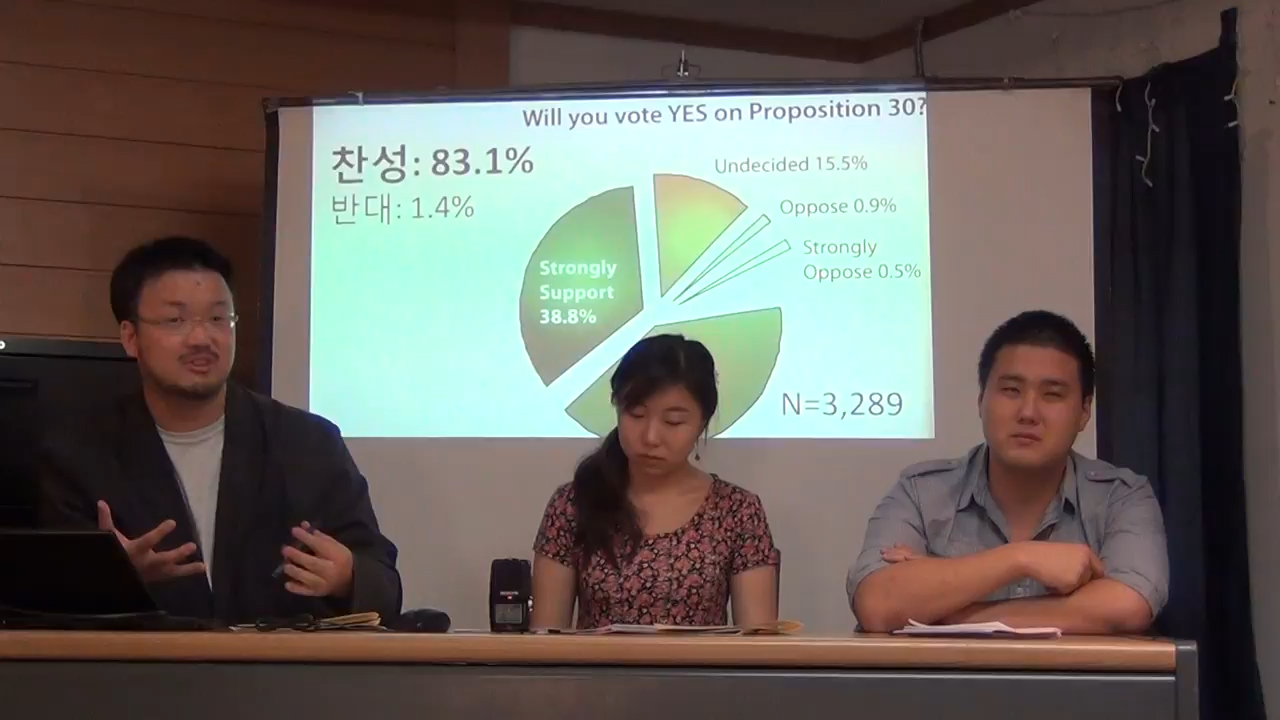 Will you vote YES on Proposition 30?
찬성: 83.1%
반대: 1.4%
Undecided 15.5%
Oppose 0.9%
Strongly
Oppose 0.5%
Strongly
Support
38.8%
N=3,289